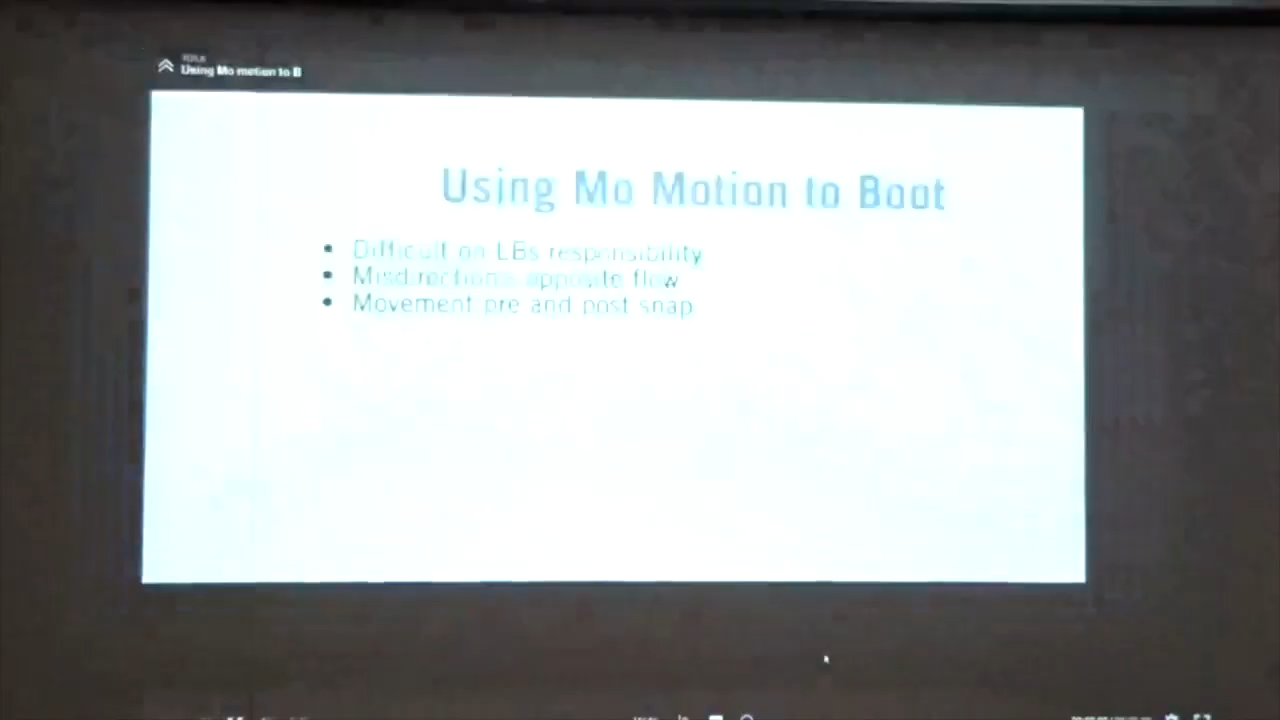 TITLE
Using Mo motion to B
Using Mo Motion to Boot
• Difficult on LBs responsibility
• Misdirections opposite flow
• Movement pre and post snap